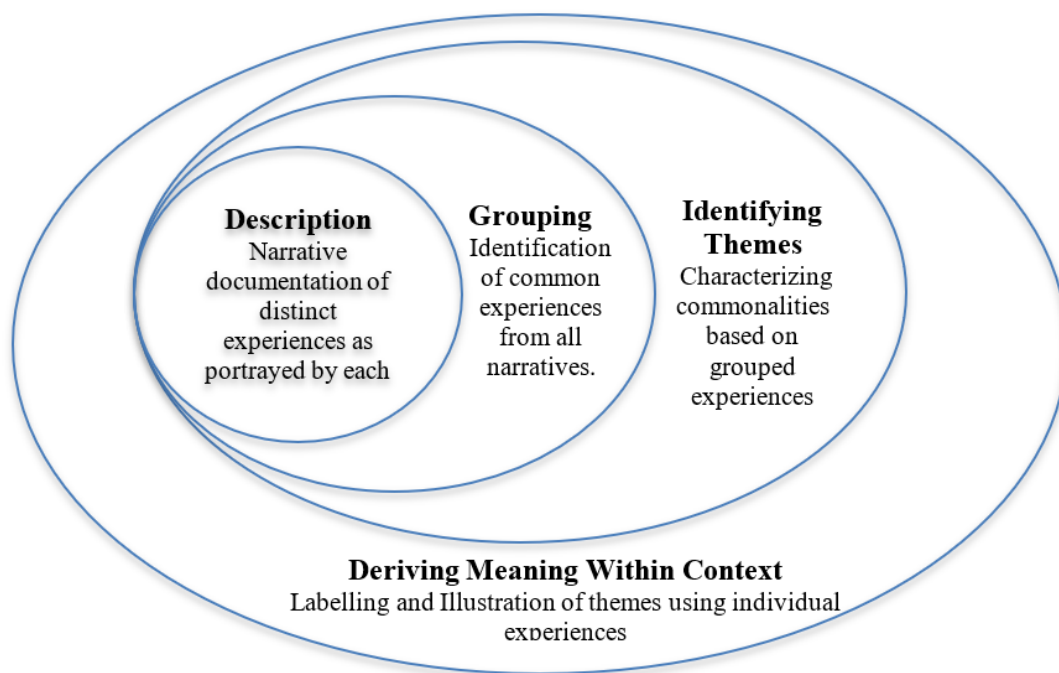 Description
Narrative
documentation of
distinct
experiences as
portrayed by each
Grouping
Identification
of common
experiences
from all
narratives.
Identifying
Themes
Characterizing
commonalities
based on
grouped
experiences
Deriving Meaning Within Context
Labelling and Illustration of themes using individual
experiences